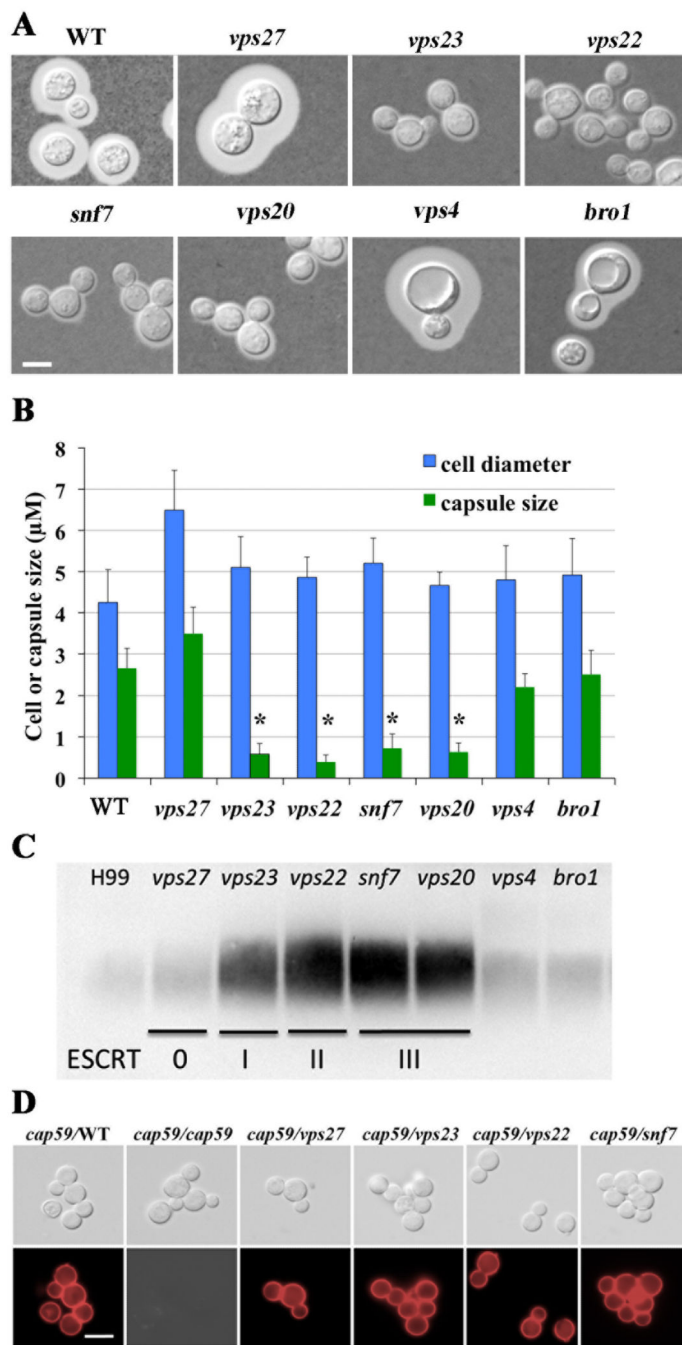 A
WT vps27 vps23 vps22
snf7 vps20 vps4 bro1
B
8
7
6
5
4
3
2
1
0
Cell or capsule size (µM)
cell diameter
capsule size
* * * *
WT vps27 vps23 vps22 snf7 vps20 vps4 bro1
C
H99 vps27 vps23 vps22 snf7 vps20 vps4 bro1
ESCRT 0 I II III
D
cap59/WT cap59/cap59 cap59/vps27 cap59/vps23 cap59/vps22 cap59/snf7